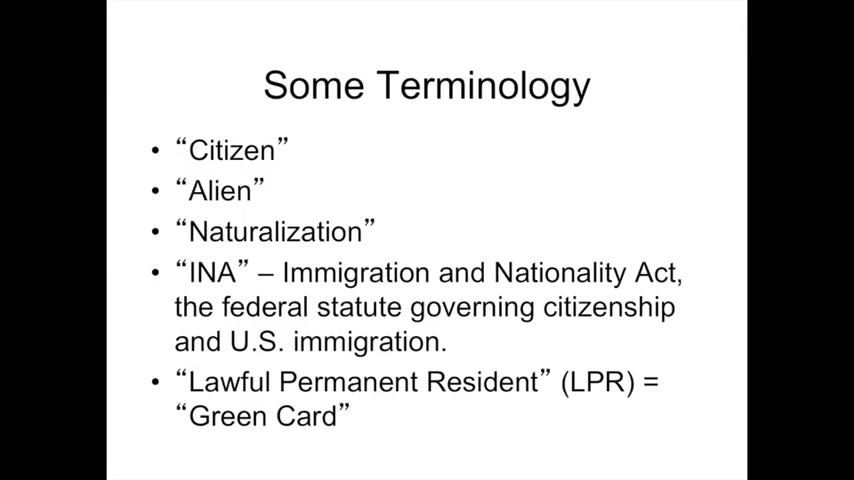 Some Terminology
• “Citizen”
• “Alien”
• “Naturalization”
• “INA” – Immigration and Nationality Act,
the federal statute governing citizenship
and U.S. immigration.
• “Lawful Permanent Resident” (LPR) =
“Green Card”